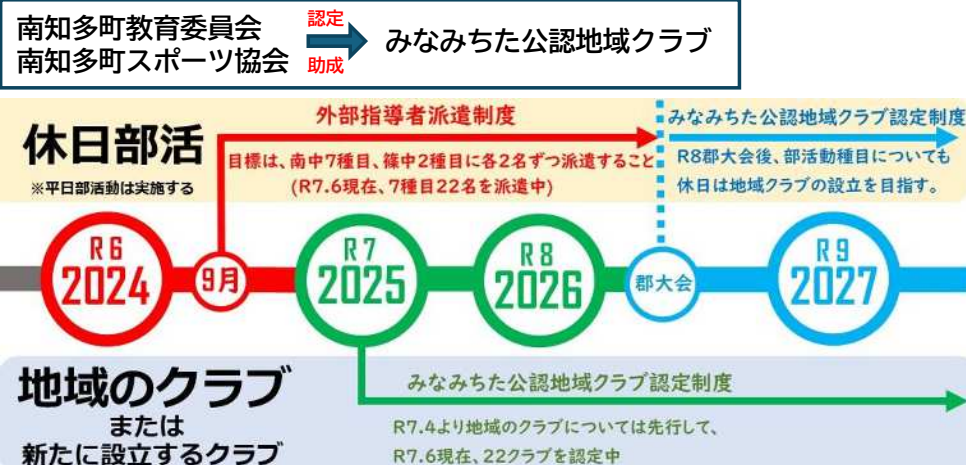 南知多町教育委員会
南知多町スポーツ協会
認定
助成
みなみちた公認地域クラブ
休日部活
※平日部活動は実施する
外部指導者派遣制度
目標は、南中7種目、篠中2種目に各2名ずつ派遣すること
(R7.6現在、7種目22名を派遣中)
みなみちた公認地域クラブ認定制度
R8郡大会後、部活動種目についても
休日は地域クラブの設立を目指す。
R6
2024
9月
R7
2025
R8
2026
郡大会
R9
2027
地域のクラブ
または
新たに設立するクラブ
みなみちた公認地域クラブ認定制度
R7.4より地域のクラブについては先行して、
R7.6現在、22クラブを認定中